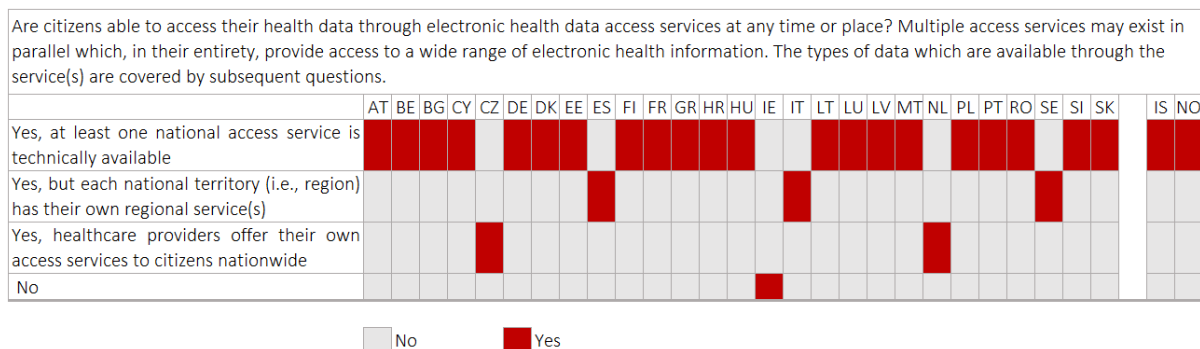 Are citizens able to access their health data through electronic health data access services at any time or place? Multiple access services may exist in
parallel which, in their entirety, provide access to a wide range of electronic health information. The types of data which are available through the
service(s) are covered by subsequent questions.
AT BE BG CY CZ DE DK EE ES FI FR GR HR HU IE IT LT LU LV MT NL PL PT RO SE SI SK IS NO
Yes, at least one national access service is
technically available
Yes, but each national territory (i.e., region)
has their own regional service(s)
Yes, healthcare providers offer their own
access services to citizens nationwide
No
No Yes